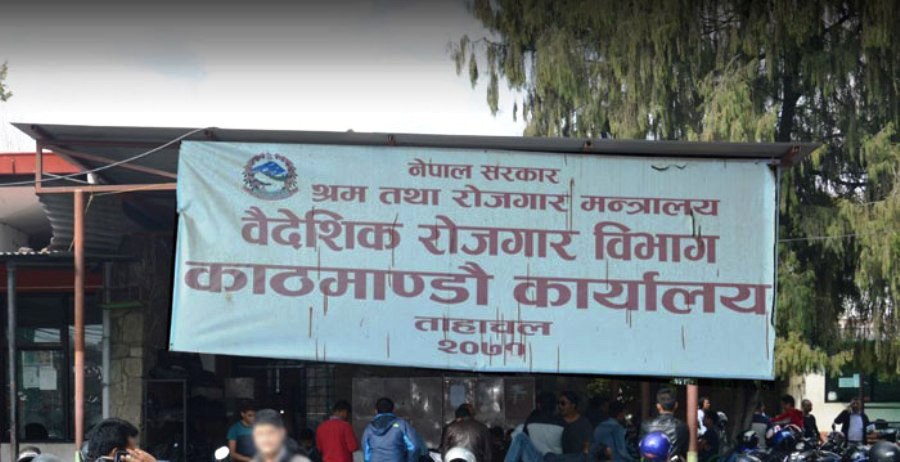 नेपाल सरकार
श्रम तथा रोजगार मन्त्रालय
वैदेशिक रोजगार विभाग
काठमाण्डौ कार्यालय
ताहाचल
२०७१